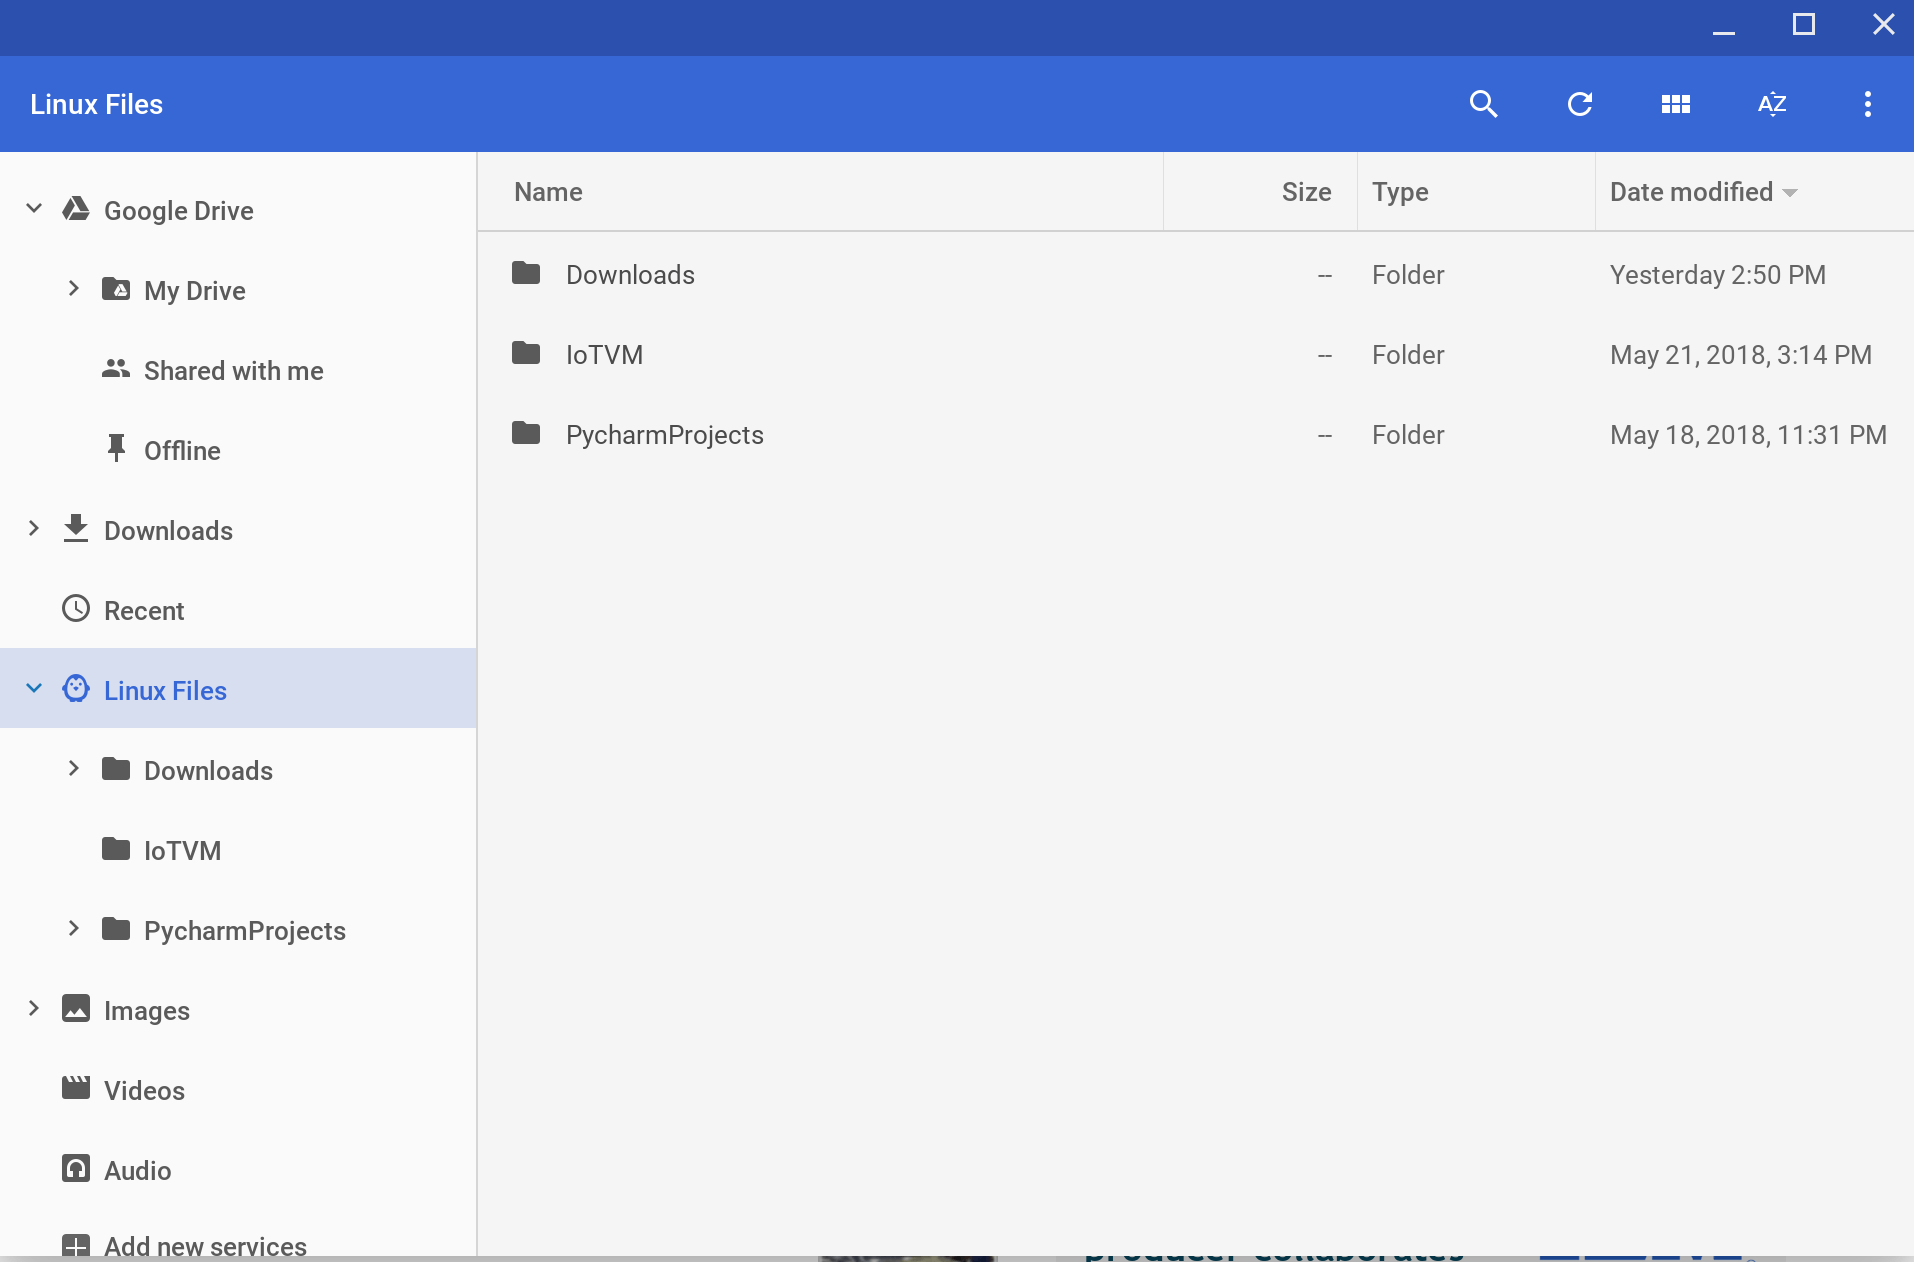 Linux Files
AZ
Google Drive
My Drive
Shared with me
Offline
Downloads
Recent
Linux Files
Downloads
IoTVM
PycharmProjects
Images
Videos
Audio
Add new services
Name Size Type Date modified
Downloads -- Folder Yesterday 2:50 PM
IoTVM -- Folder May 21, 2018, 3:14 PM
PycharmProjects -- Folder May 18, 2018, 11:31 PM
producer collaborates